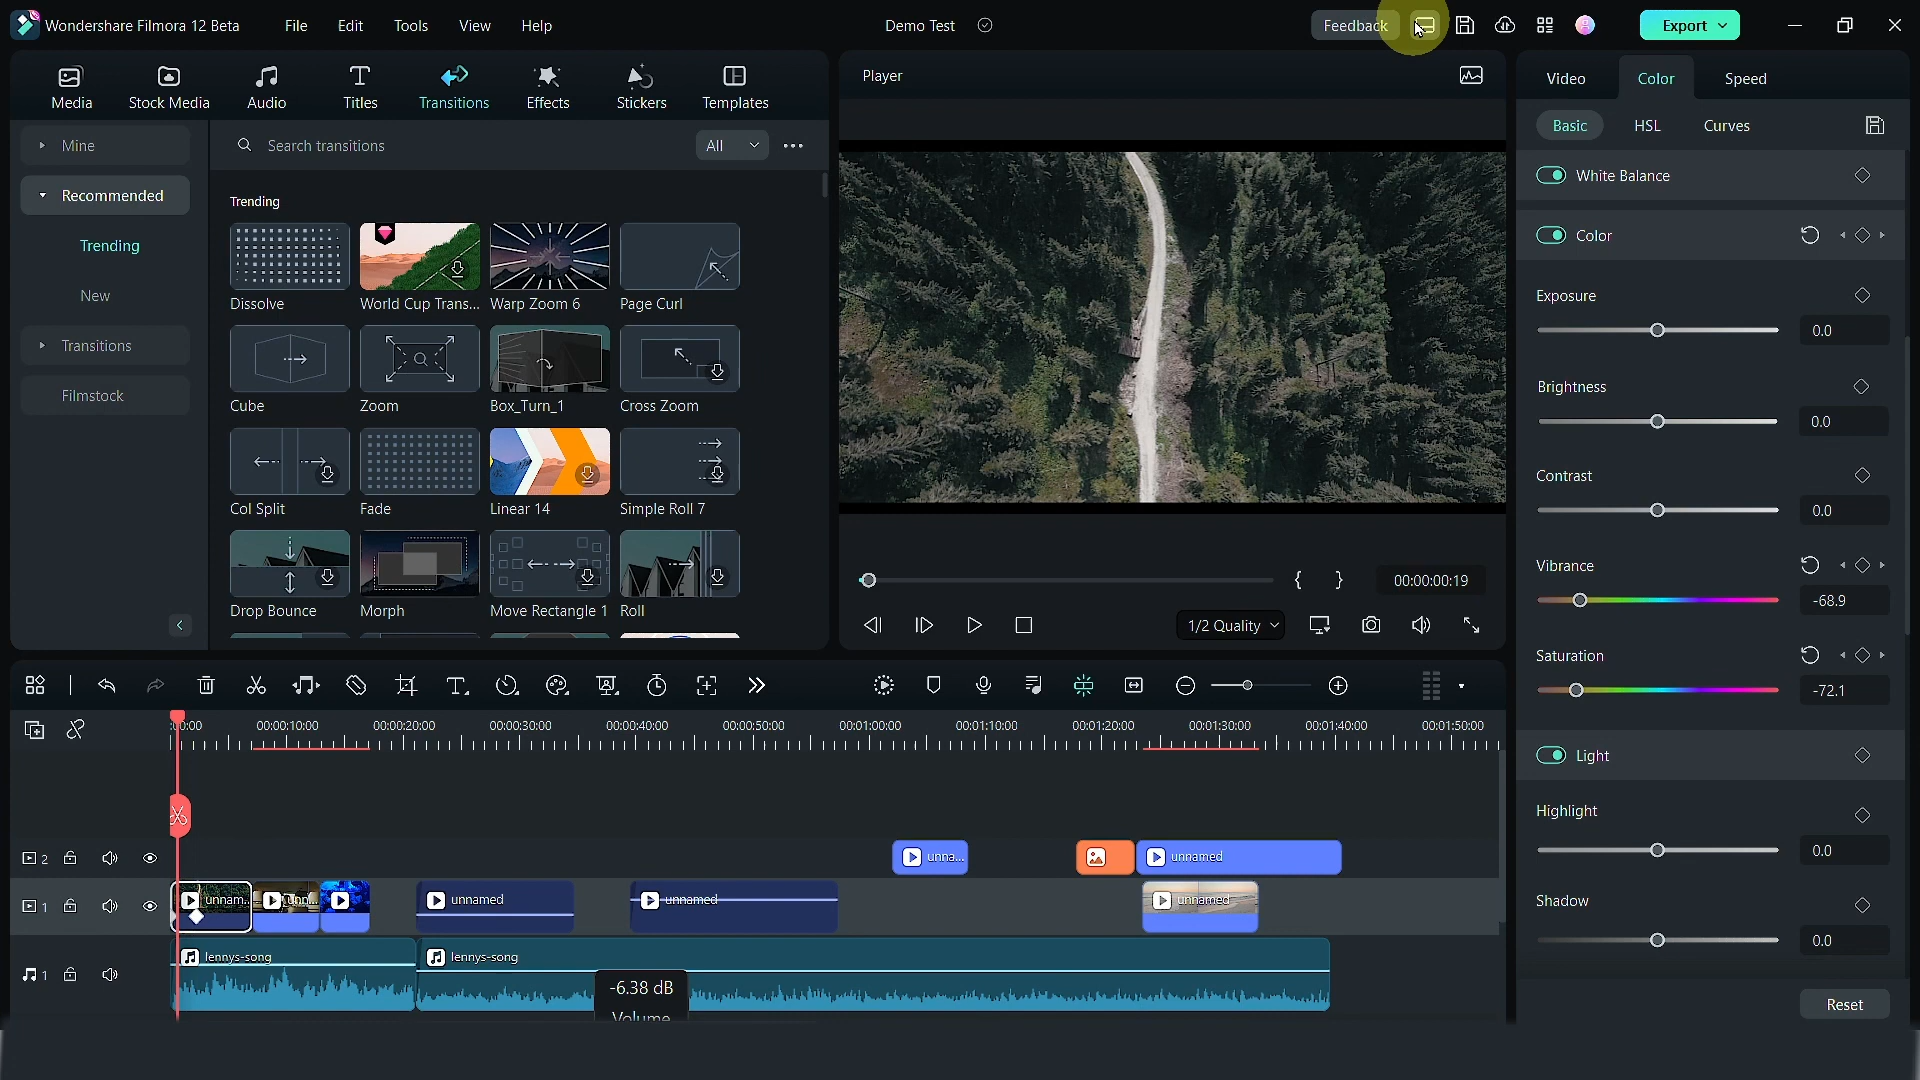 Wondershare Filmora 12 Beta
File
Edit
Tools
View
Help
Demo Test
Feedback
Export
Media
Stock Media
Audio
Titles
Transitions
Effects
Stickers
Templates
Player
Video
Color
Speed
Mine
Search transitions
All
Basic
HSL
Curves
Recommended
Trending
White Balance
Trending
Color
New
Dissolve
World Cup Trans...
Warp Zoom 6
Page Curl
Exposure
0.0
Transitions
Filmstock
Cube
Zoom
Box_Turn_1
Cross Zoom
Brightness
0.0
Contrast
0.0
Col Split
Fade
Linear 14
Simple Roll 7
Vibrance
-68.9
00:00:00:19
Drop Bounce
Morph
Move Rectangle 1
Roll
1/2 Quality
Saturation
-72.1
:00:00
00:00:10:00
00:00:20:00
00:00:30:00
00:00:40:00
00:00:50:00
00:01:00:00
00:01:10:00
00:01:20:00
00:01:30:00
00:01:40:00
00:01:50:00
Light
Highlight
0.0
2
unna...
unnamed
1
unnam...
unn...
unnamed
unnamed
unnamed
Shadow
0.0
1
lennys-song
lennys-song
-6.38 dB
Volume
Reset